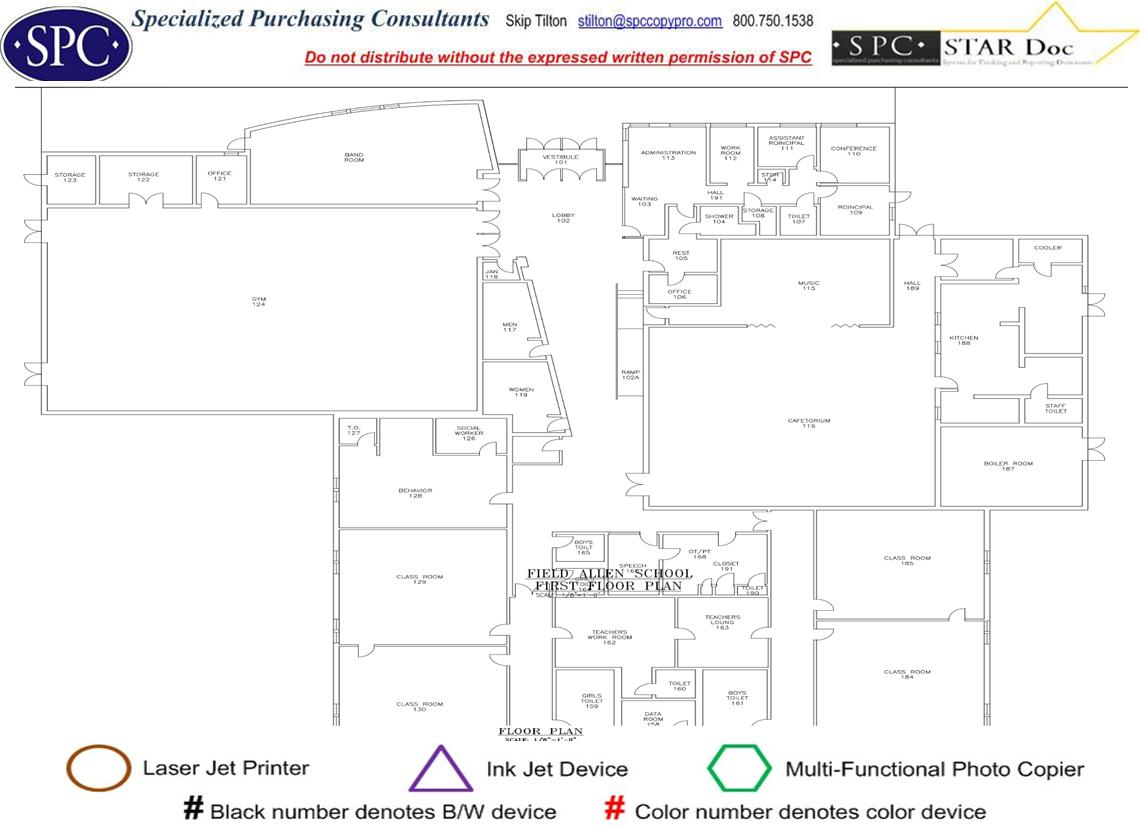 Specialized Purchasing Consultants Skip Tilton stilton@spccopypro.com 800.750.1538
·SPC·
·SPC· STAR Doc
specialized purchasing consultants System for Tracking and Reporting Documents
Do not distribute without the expressed written permission of SPC
STORAGE
123
STORAGE
122
OFFICE
121
BAND
ROOM
VESTIBULE
101
LOBBY
102
ADMINISTRATION
113
WORK
ROOM
112
ASSISTANT
ROINCIPAL
111
CONFERENCE
110
STOR
114
HALL
191
WAITING
103
SHOWER
104
STORAGE
108
TOILET
107
ROINCIPAL
109
REST
105
OFFICE
106
JAN
118
GYM
124
MUSIC
115
HALL
189
COOLER
KITCHEN
188
MEN
117
WOMEN
119
RAMP
102A
CAFETORIUM
116
STAFF
TOILET
BOILER ROOM
187
T.O.
127
SOCIAL
WORKER
126
BEHAVIOR
128
CLASS ROOM
129
CLASS ROOM
130
BOYS
TOILT
165
SPEECH
OT/PT
168
CLOSET
191
TOILET
190
FIELD ALLEN SCHOOL
FIRST FLOOR PLAN
SCALE: 1/8"=1'-0"
TEACHERS
WORK ROOM
162
TEACHERS
LOUNG
163
GIRLS
TOILET
159
TOILET
160
BOYS
TOILET
161
DATA
ROOM
158
CLASS ROOM
185
CLASS ROOM
184
FLOOR PLAN
SCALE: 1/8"=1'-0"
Laser Jet Printer
Ink Jet Device
Multi-Functional Photo Copier
# Black number denotes B/W device
# Color number denotes color device